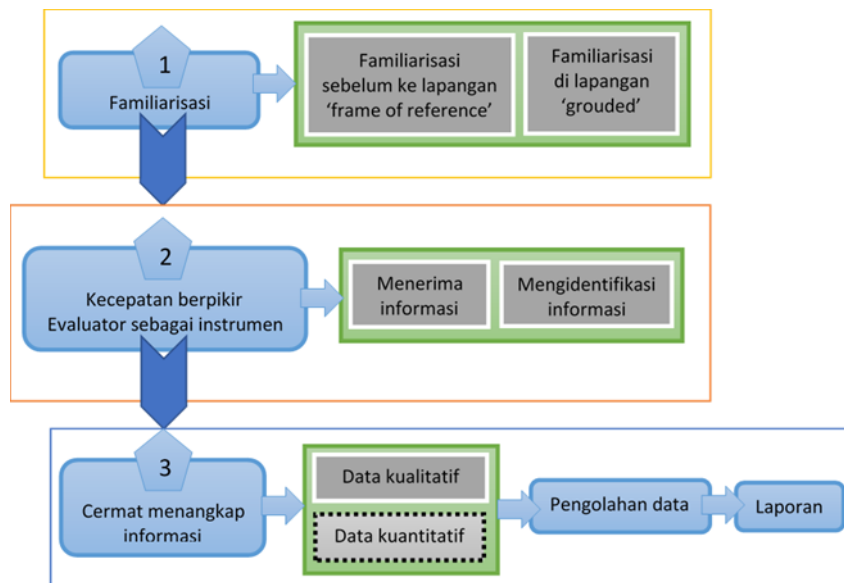 1
Familiarisasi
Familiarisasi
sebelum ke lapangan
‘frame of reference’
Familiarisasi
di lapangan
‘grouded’
2
Kecepatan berpikir
Evaluator sebagai instrumen
Menerima
informasi
Mengidentifikasi
informasi
3
Cermat menangkap
informasi
Data kualitatif
Data kuantitatif
Pengolahan data
Laporan